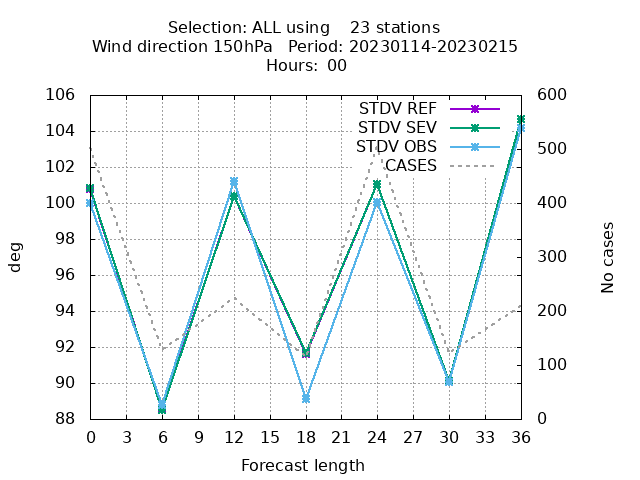 Selection: ALL using    23 stations
Wind direction 150hPa   Period: 20230114-20230215
Hours: 00
106
104
102
100
98
96
94
92
90
88
deg
STDV REF
STDV SEV
STDV OBS
CASES
600
500
400
300
200
100
0
No cases
0 3 6 9 12 15 18 21 24 27 30 33 36
Forecast length